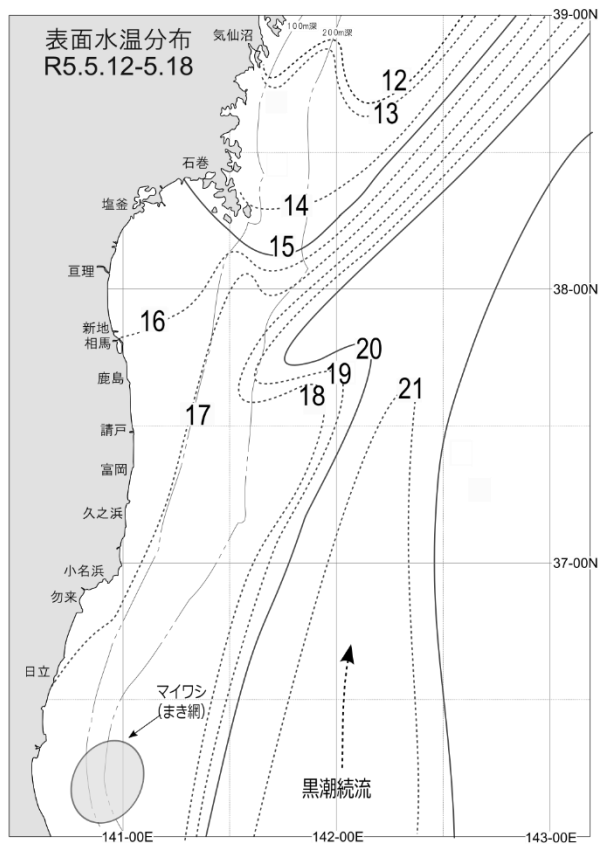 表面水温分布
R5.5.12-5.18
気仙沼
100m深
200m深
39-00N
12
13
石巻
14
塩釜
15
亘理
38-00N
16
新地
相馬
20
19
鹿島
18
21
17
請戸
富岡
久之浜
37-00N
小名浜
勿来
日立
マイワシ
(まき網)
黒潮続流
141-00E
142-00E
143-00E